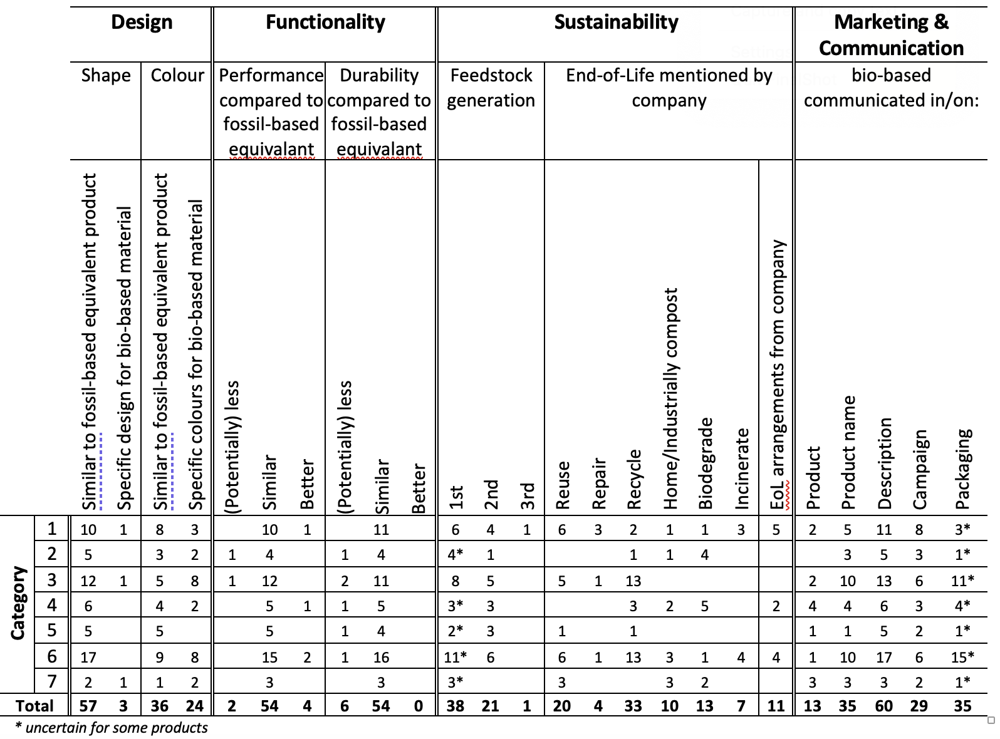 Design Functionality Sustainability Marketing &
Communication
Shape Colour Performance Durability Feedstock End-of-Life mentioned by bio-based
compared to compared to generation company communicated in/on:
fossil-based fossil-based
equivalant equivalant
Similar to fossil-based equivalent product
Specific design for bio-based material
Similar to fossil-based equivalent product
Specific colours for bio-based material
(Potentially) less
Similar
Better
(Potentially) less
Similar
Better
1st
2nd
3rd
Reuse
Repair
Recycle
Home/Industrially compost
Biodegrade
Incinerate
EoL arrangements from company
Product
Product name
Description
Campaign
Packaging
Category
1 10 1 8 3 10 1 11 6 4 1 6 3 2 1 1 3 5 2 5 11 8 3*
2 5 3 2 1 4 1 4 4* 1 1 1 4 3 5 3 1*
3 12 1 5 8 1 12 2 11 8 5 5 1 13 2 10 13 6 11*
4 6 4 2 5 1 1 5 3* 3 3 2 5 2 4 4 6 3 4*
5 5 5 5 1 4 2* 3 1 1 1 1 5 2 1*
6 17 9 8 15 2 1 16 11* 6 6 1 13 3 1 4 4 1 10 17 6 15*
7 2 1 1 2 3 3 3* 3 3 2 3 3 3 2 1*
Total 57 3 36 24 2 54 4 6 54 0 38 21 1 20 4 33 10 13 7 11 13 35 60 29 35
* uncertain for some products